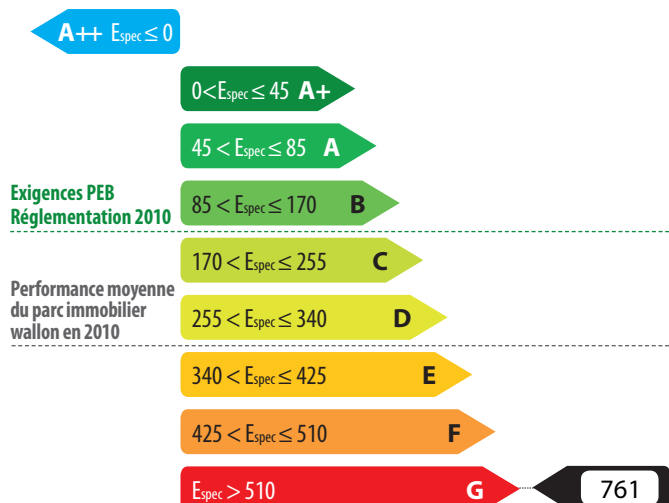 A++ Espec ≤ 0
0<Espec ≤ 45 A+
45 < Espec ≤ 85 A
Exigences PEB
Réglementation 2010
85 < Espec ≤ 170 B
170 < Espec ≤ 255 C
Performance moyenne
du parc immobilier
wallon en 2010
255 < Espec ≤ 340 D
340 < Espec ≤ 425 E
425 < Espec ≤ 510 F
Espec > 510 G 761